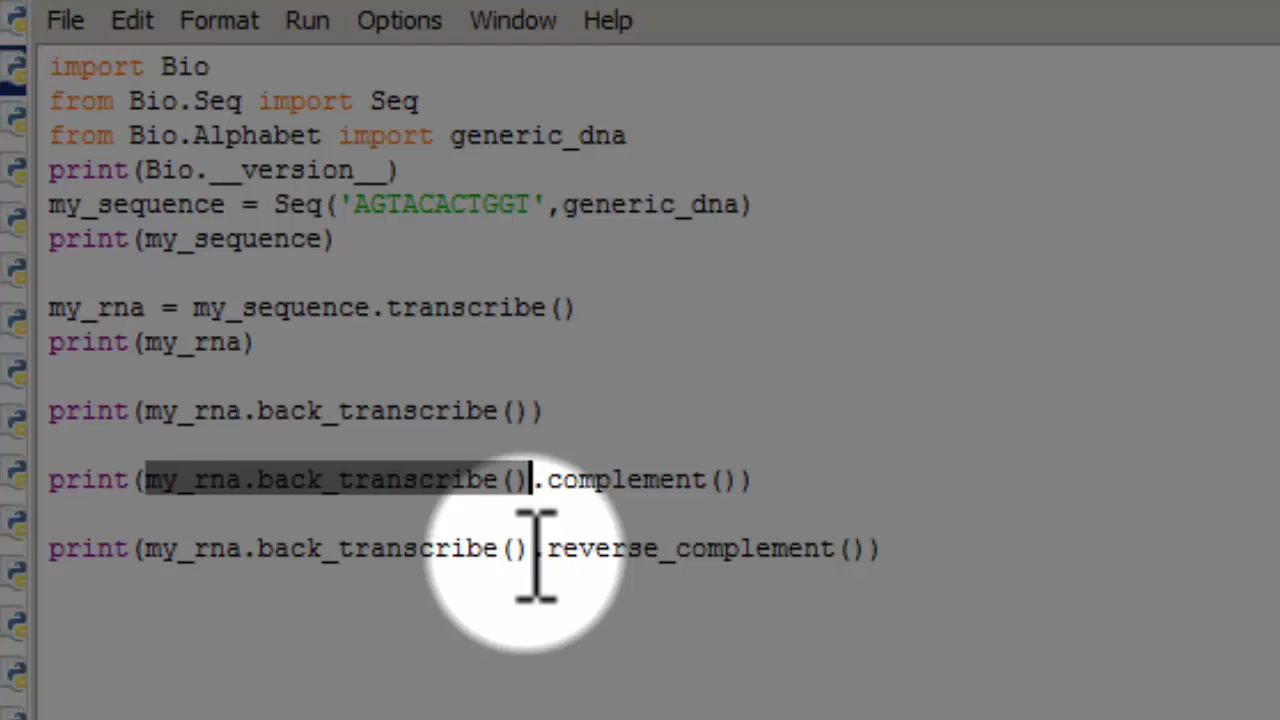 File Edit Format Run Options Window Help
import Bio
from Bio.Seq import Seq
from Bio.Alphabet import generic_dna
print(Bio.__version__)
my_sequence = Seq('AGTACACTGGT',generic_dna)
print(my_sequence)
my_rna = my_sequence.transcribe()
print(my_rna)
print(my_rna.back_transcribe())
print(my_rna.back_transcribe().complement())
print(my_rna.back_transcribe().reverse_complement())